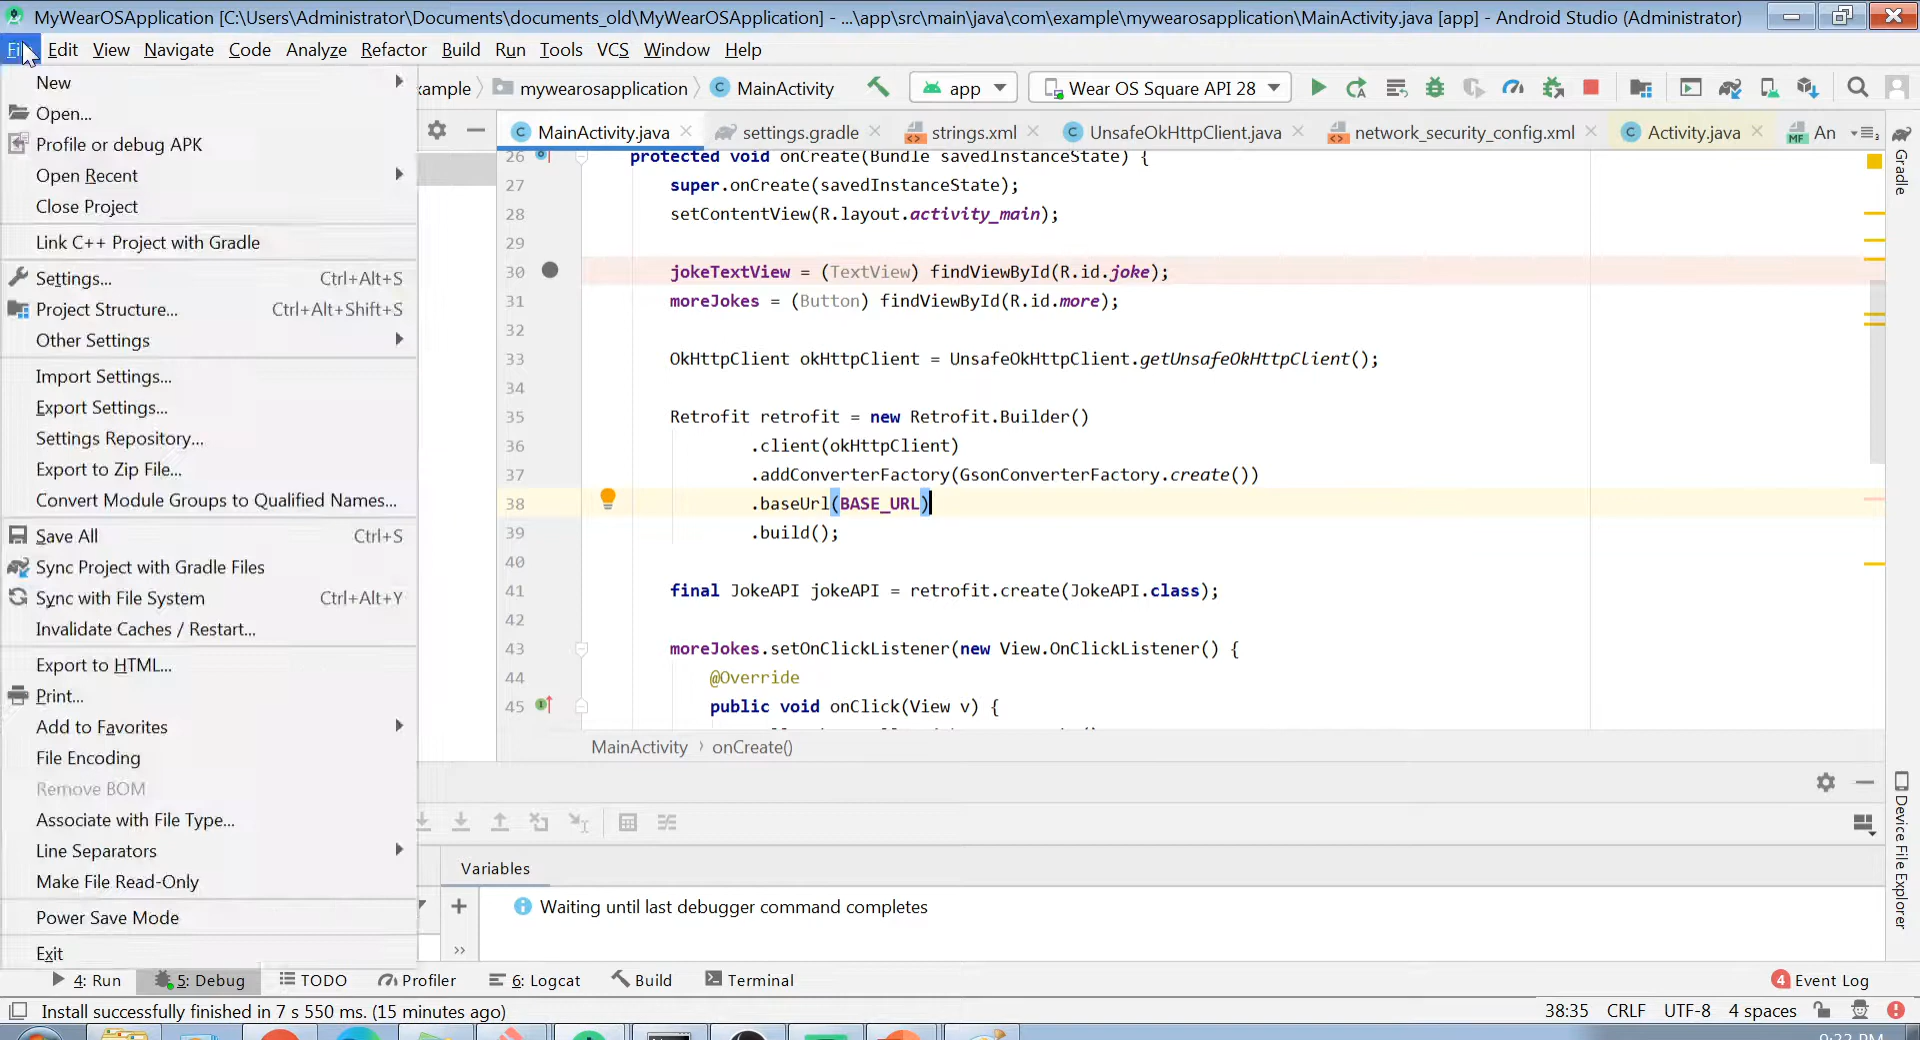 MyWearOSApplication [C:\Users\Administrator\Documents\documents_old\MyWearOSApplication] - ...\app\src\main\java\com\example\mywearosapplication\MainActivity.java [app] - Android Studio (Administrator)
Edit View Navigate Code Analyze Refactor Build Run Tools VCS Window Help
New
Open...
Profile or debug APK
Open Recent
Close Project
Link C++ Project with Gradle
Settings... Ctrl+Alt+S
Project Structure... Ctrl+Alt+Shift+S
Other Settings
Import Settings...
Export Settings...
Settings Repository...
Export to Zip File...
Convert Module Groups to Qualified Names...
Save All Ctrl+S
Sync Project with Gradle Files
Sync with File System Ctrl+Alt+Y
Invalidate Caches / Restart...
Export to HTML...
Print...
Add to Favorites
File Encoding
Remove BOM
Associate with File Type...
Line Separators
Make File Read-Only
Power Save Mode
Exit
xample mywearosapplication MainActivity app Wear OS Square API 28
MainActivity.java settings.gradle strings.xml UnsafeOkHttpClient.java network_security_config.xml Activity.java An
26 protected void onCreate(Bundle savedInstanceState) {
27 super.onCreate(savedInstanceState);
28 setContentView(R.layout.activity_main);
29
30 jokeTextView = (TextView) findViewById(R.id.joke);
31 moreJokes = (Button) findViewById(R.id.more);
32
33 OkHttpClient okHttpClient = UnsafeOkHttpClient.getUnsafeOkHttpClient();
34
35 Retrofit retrofit = new Retrofit.Builder()
36 .client(okHttpClient)
37 .addConverterFactory(GsonConverterFactory.create())
38 .baseUrl(BASE_URL)
39 .build();
40
41 final JokeAPI jokeAPI = retrofit.create(JokeAPI.class);
42
43 moreJokes.setOnClickListener(new View.OnClickListener() {
44 @Override
45 public void onClick(View v) {
MainActivity › onCreate()
Gradle
Device File Explorer
Variables
Waiting until last debugger command completes
4: Run 5: Debug TODO Profiler 6: Logcat Build Terminal 4 Event Log
Install successfully finished in 7 s 550 ms. (15 minutes ago) 38:35 CRLF UTF-8 4 spaces